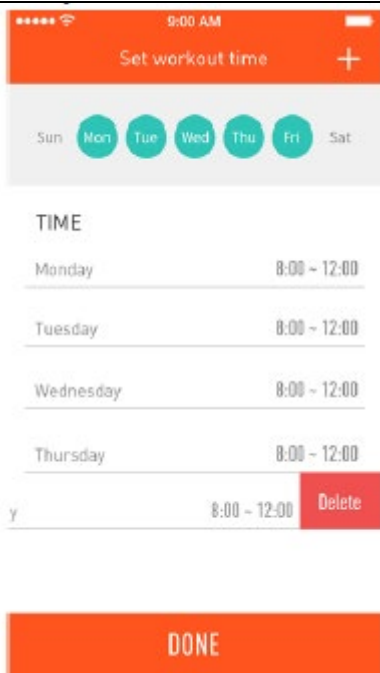 9:00 AM
Set workout time +
Sun Mon Tue Wed Thu Fri Sat
TIME
Monday 8:00 ~ 12:00
Tuesday 8:00 ~ 12:00
Wednesday 8:00 ~ 12:00
Thursday 8:00 ~ 12:00
y 8:00 ~ 12:00 Delete
DONE